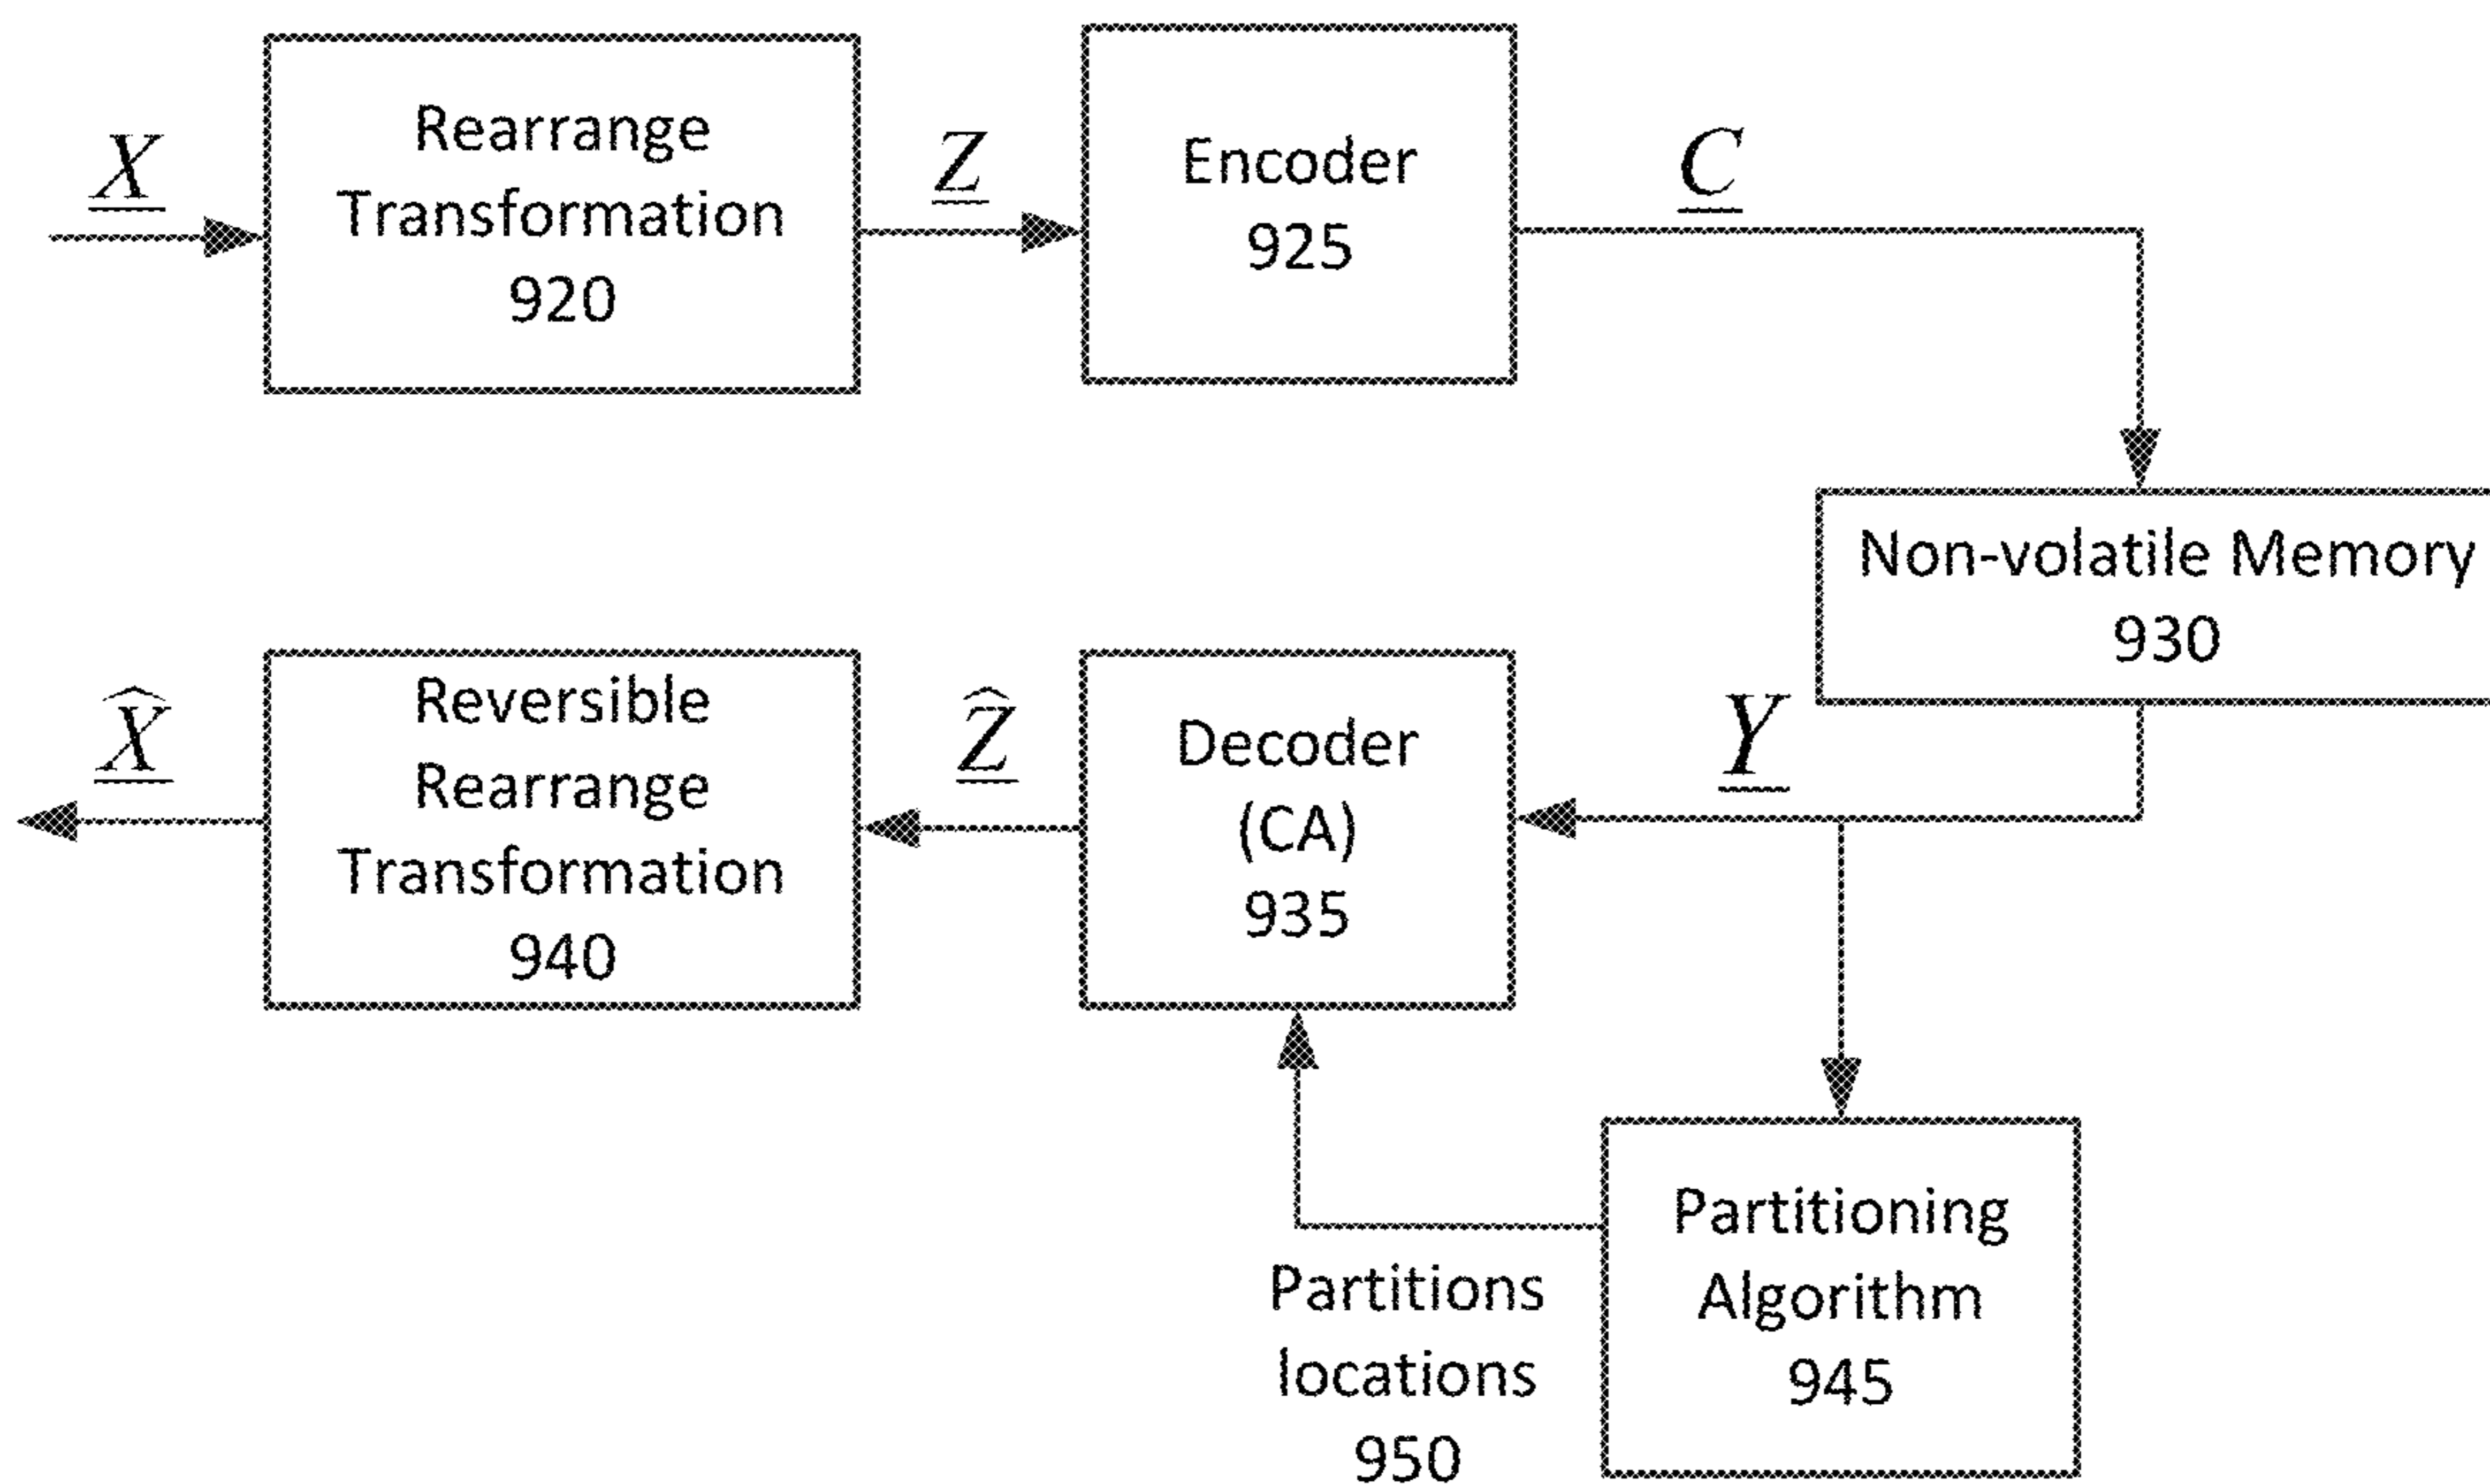 X
Rearrange
Transformation
920
Z
Encoder
925
C
Non-volatile Memory
930
X̂
Reversible
Rearrange
Transformation
940
Ẑ
Decoder
(CA)
935
Y
Partitions
locations
950
Partitioning
Algorithm
945